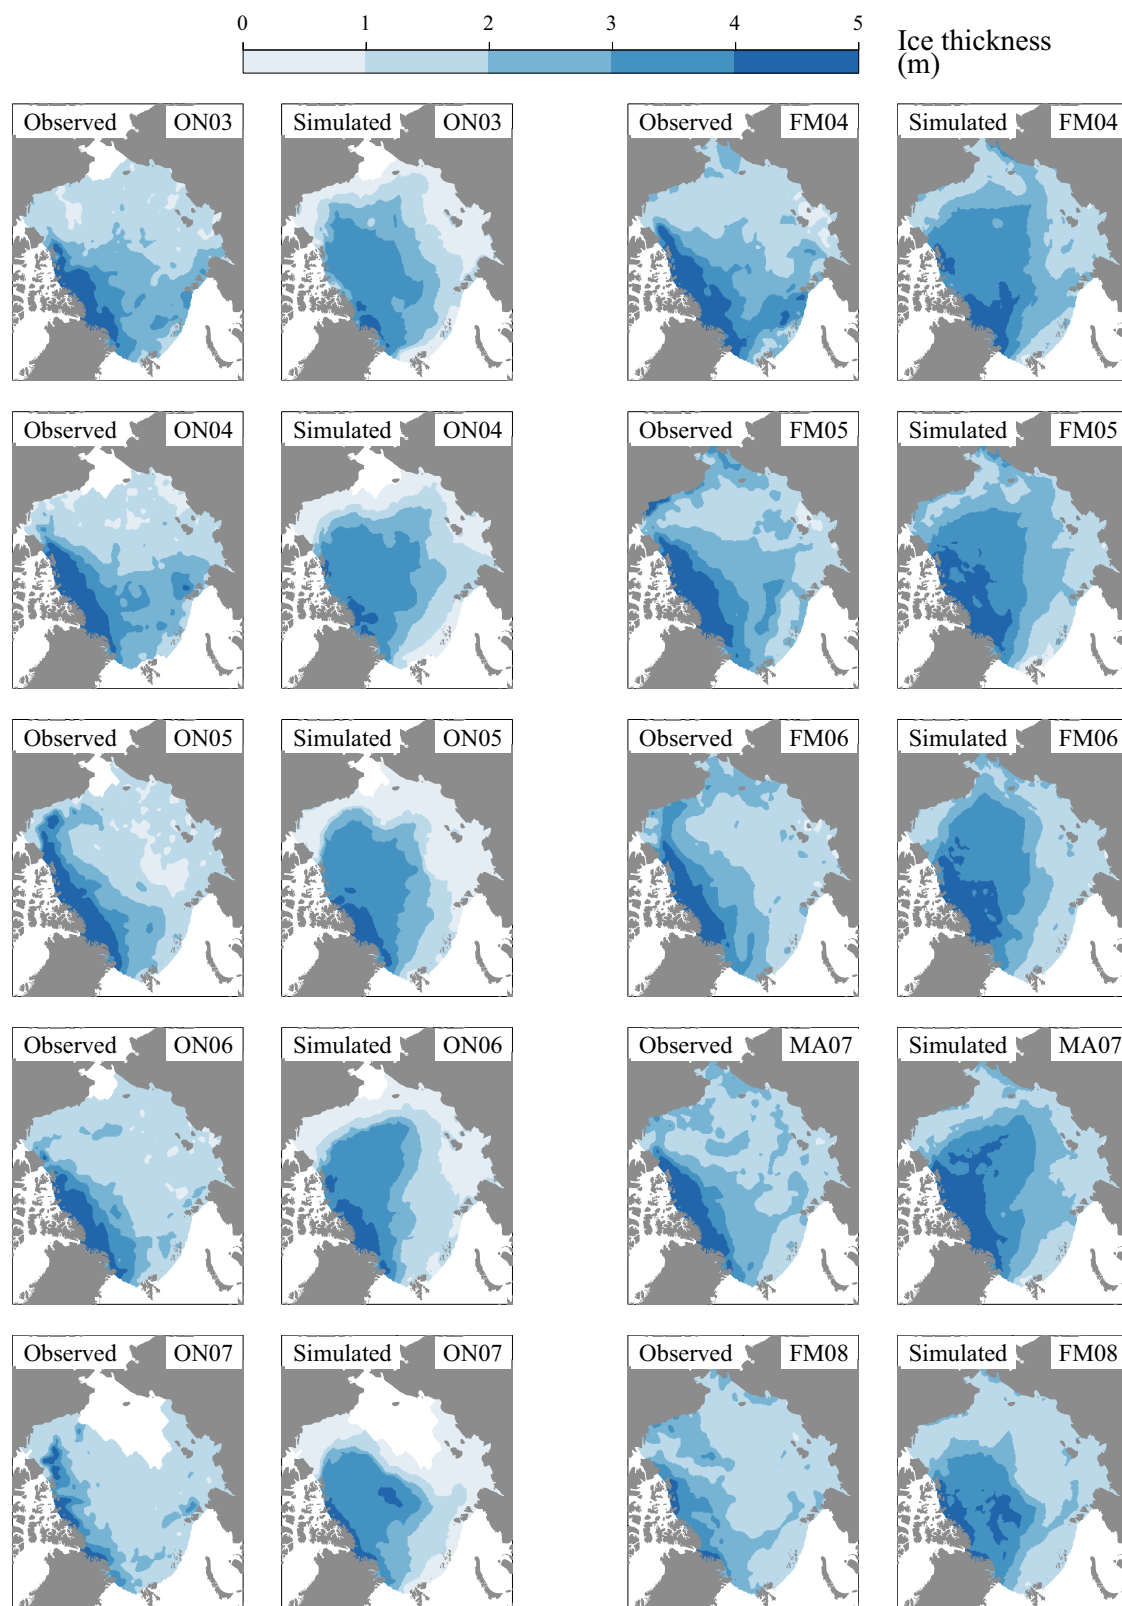 0 1 2 3 4 5
Ice thickness
(m)
Observed ON03 Simulated ON03 Observed FM04 Simulated FM04
Observed ON04 Simulated ON04 Observed FM05 Simulated FM05
Observed ON05 Simulated ON05 Observed FM06 Simulated FM06
Observed ON06 Simulated ON06 Observed MA07 Simulated MA07
Observed ON07 Simulated ON07 Observed FM08 Simulated FM08